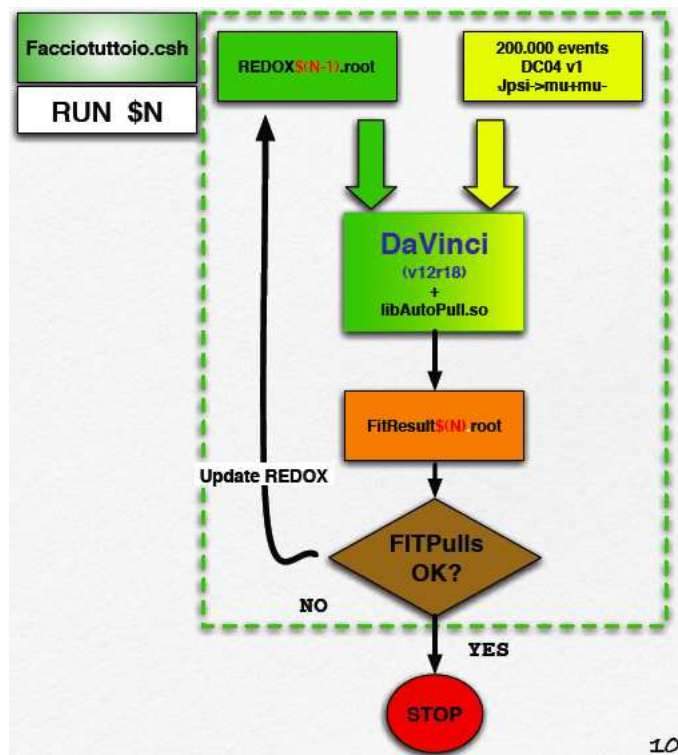 Facciotuttoio.csh
RUN $N
REDOX$(N-1).root
200.000 events
DC04 v1
Jpsi->mu+mu-
DaVinci
(v12r18)
+
libAutoPull.so
FitResult$(N).root
Update REDOX
FITPulls
OK?
NO
YES
STOP
10